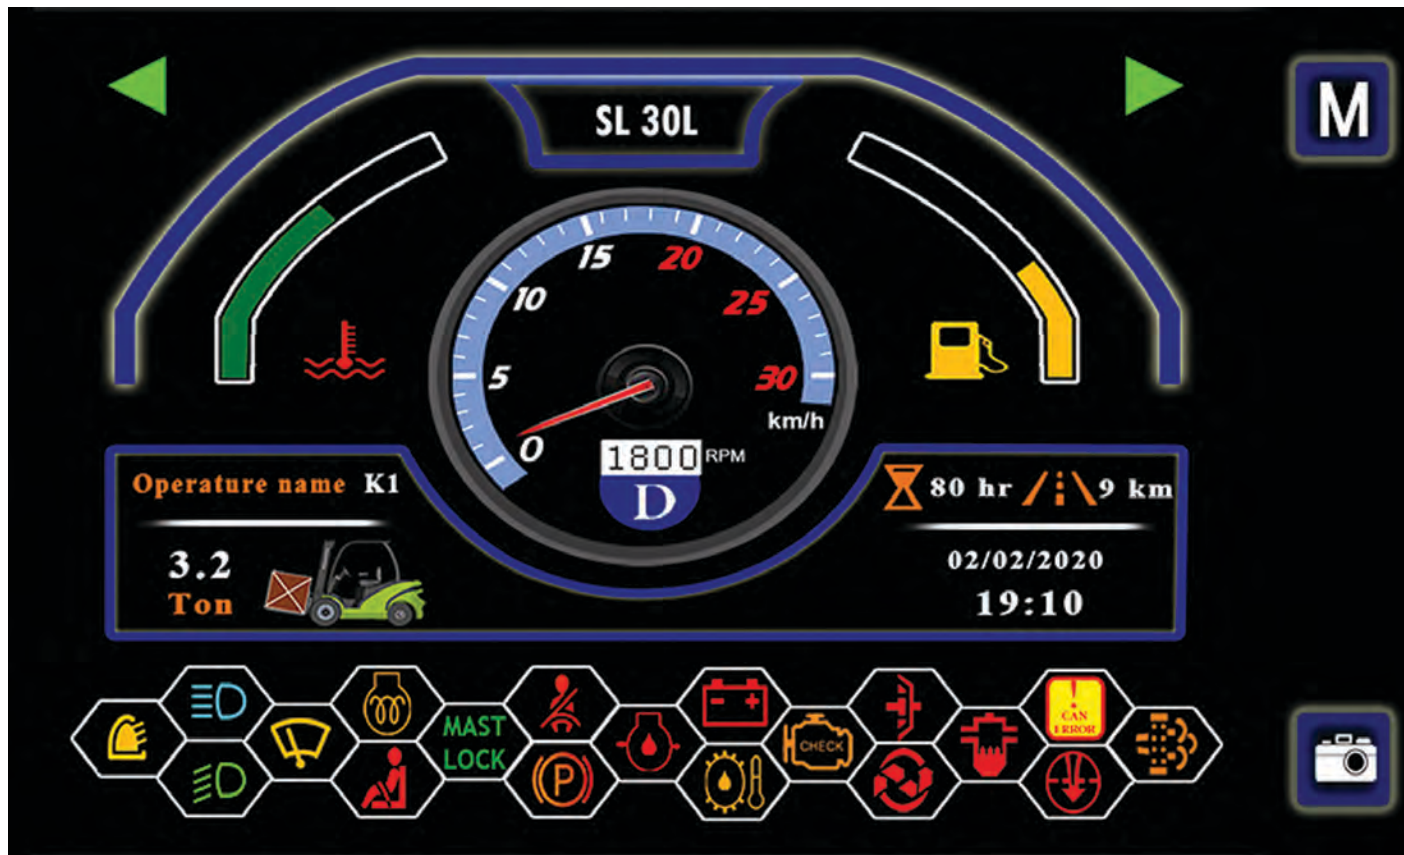 SL 30L
M
15
20
10
25
5
30
km/h
0
1800 RPM
D
Operature name K1
3.2
Ton
80 hr 9 km
02/02/2020
19:10
MAST
LOCK
CHECK
P
CAN
ERROR